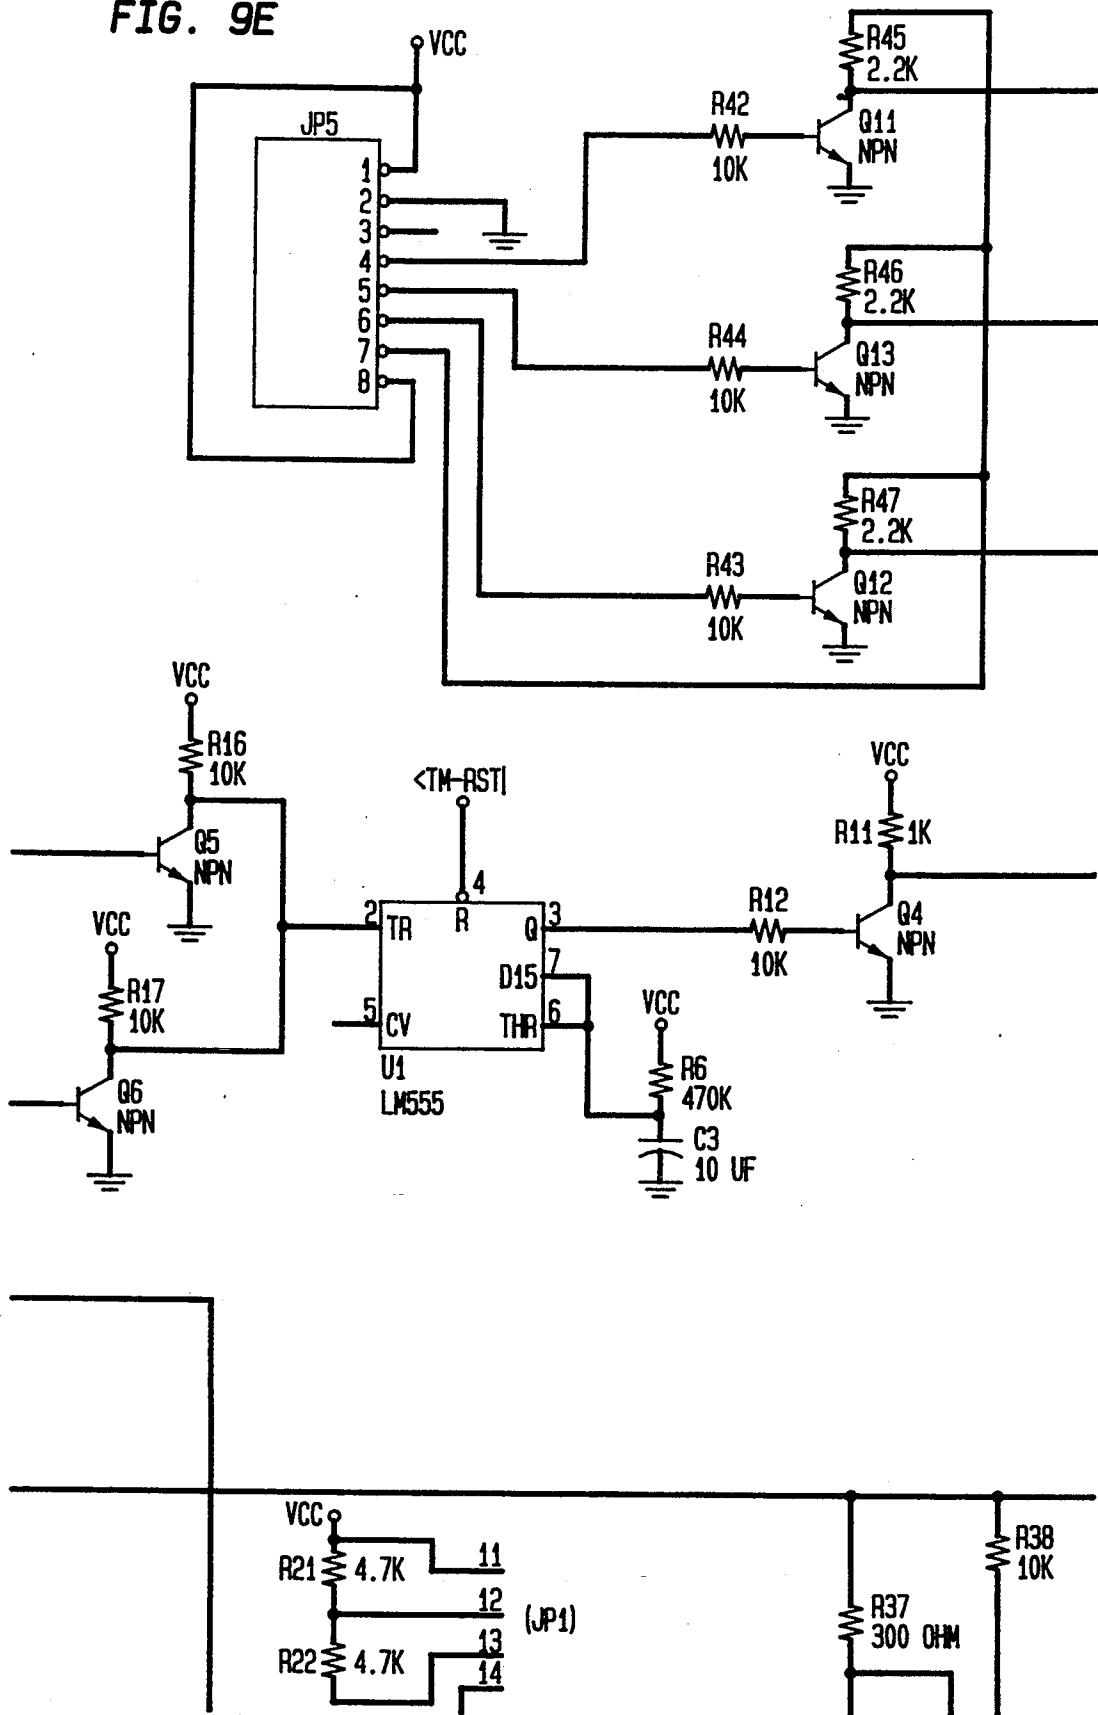 FIG. 9E
VCC
JP5
1
2
3
4
5
6
7
8
R42
10K
R45
2.2K
Q11
NPN
R46
2.2K
R44
10K
Q13
NPN
R47
2.2K
R43
10K
Q12
NPN
VCC
R16
10K
Q5
NPN
VCC
R17
10K
Q6
NPN
<TM-RST|
4
R
2
TR
3
Q
7
D15
6
THR
5
CV
U1
LM555
VCC
R6
470K
C3
10 UF
R12
10K
VCC
R11
1K
Q4
NPN
VCC
R21
4.7K
R22
4.7K
11
12
13
14
(JP1)
R37
300 OHM
R38
10K